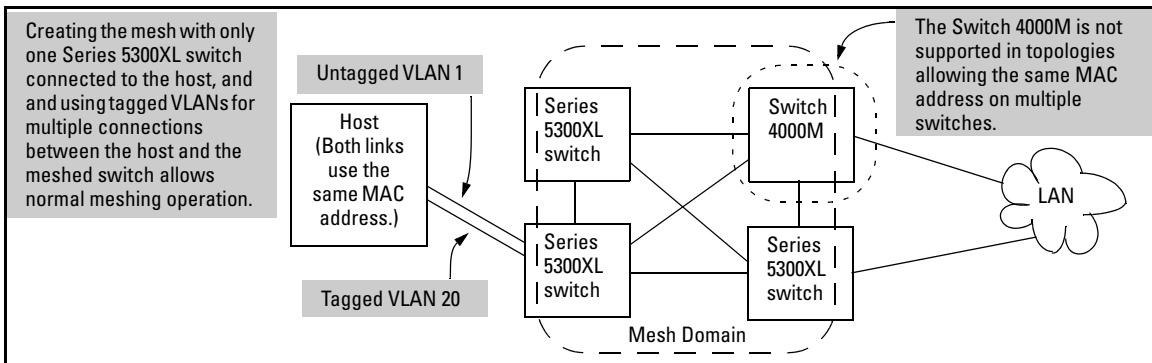 Creating the mesh with only
one Series 5300XL switch
connected to the host, and
and using tagged VLANs for
multiple connections
between the host and the
meshed switch allows
normal meshing operation.
Untagged VLAN 1
Host
(Both links
use the
same MAC
address.)
Tagged VLAN 20
Series
5300XL
switch
Switch
4000M
Series
5300XL
switch
Series
5300XL
switch
Mesh Domain
The Switch 4000M is not
supported in topologies
allowing the same MAC
address on multiple
switches.
LAN